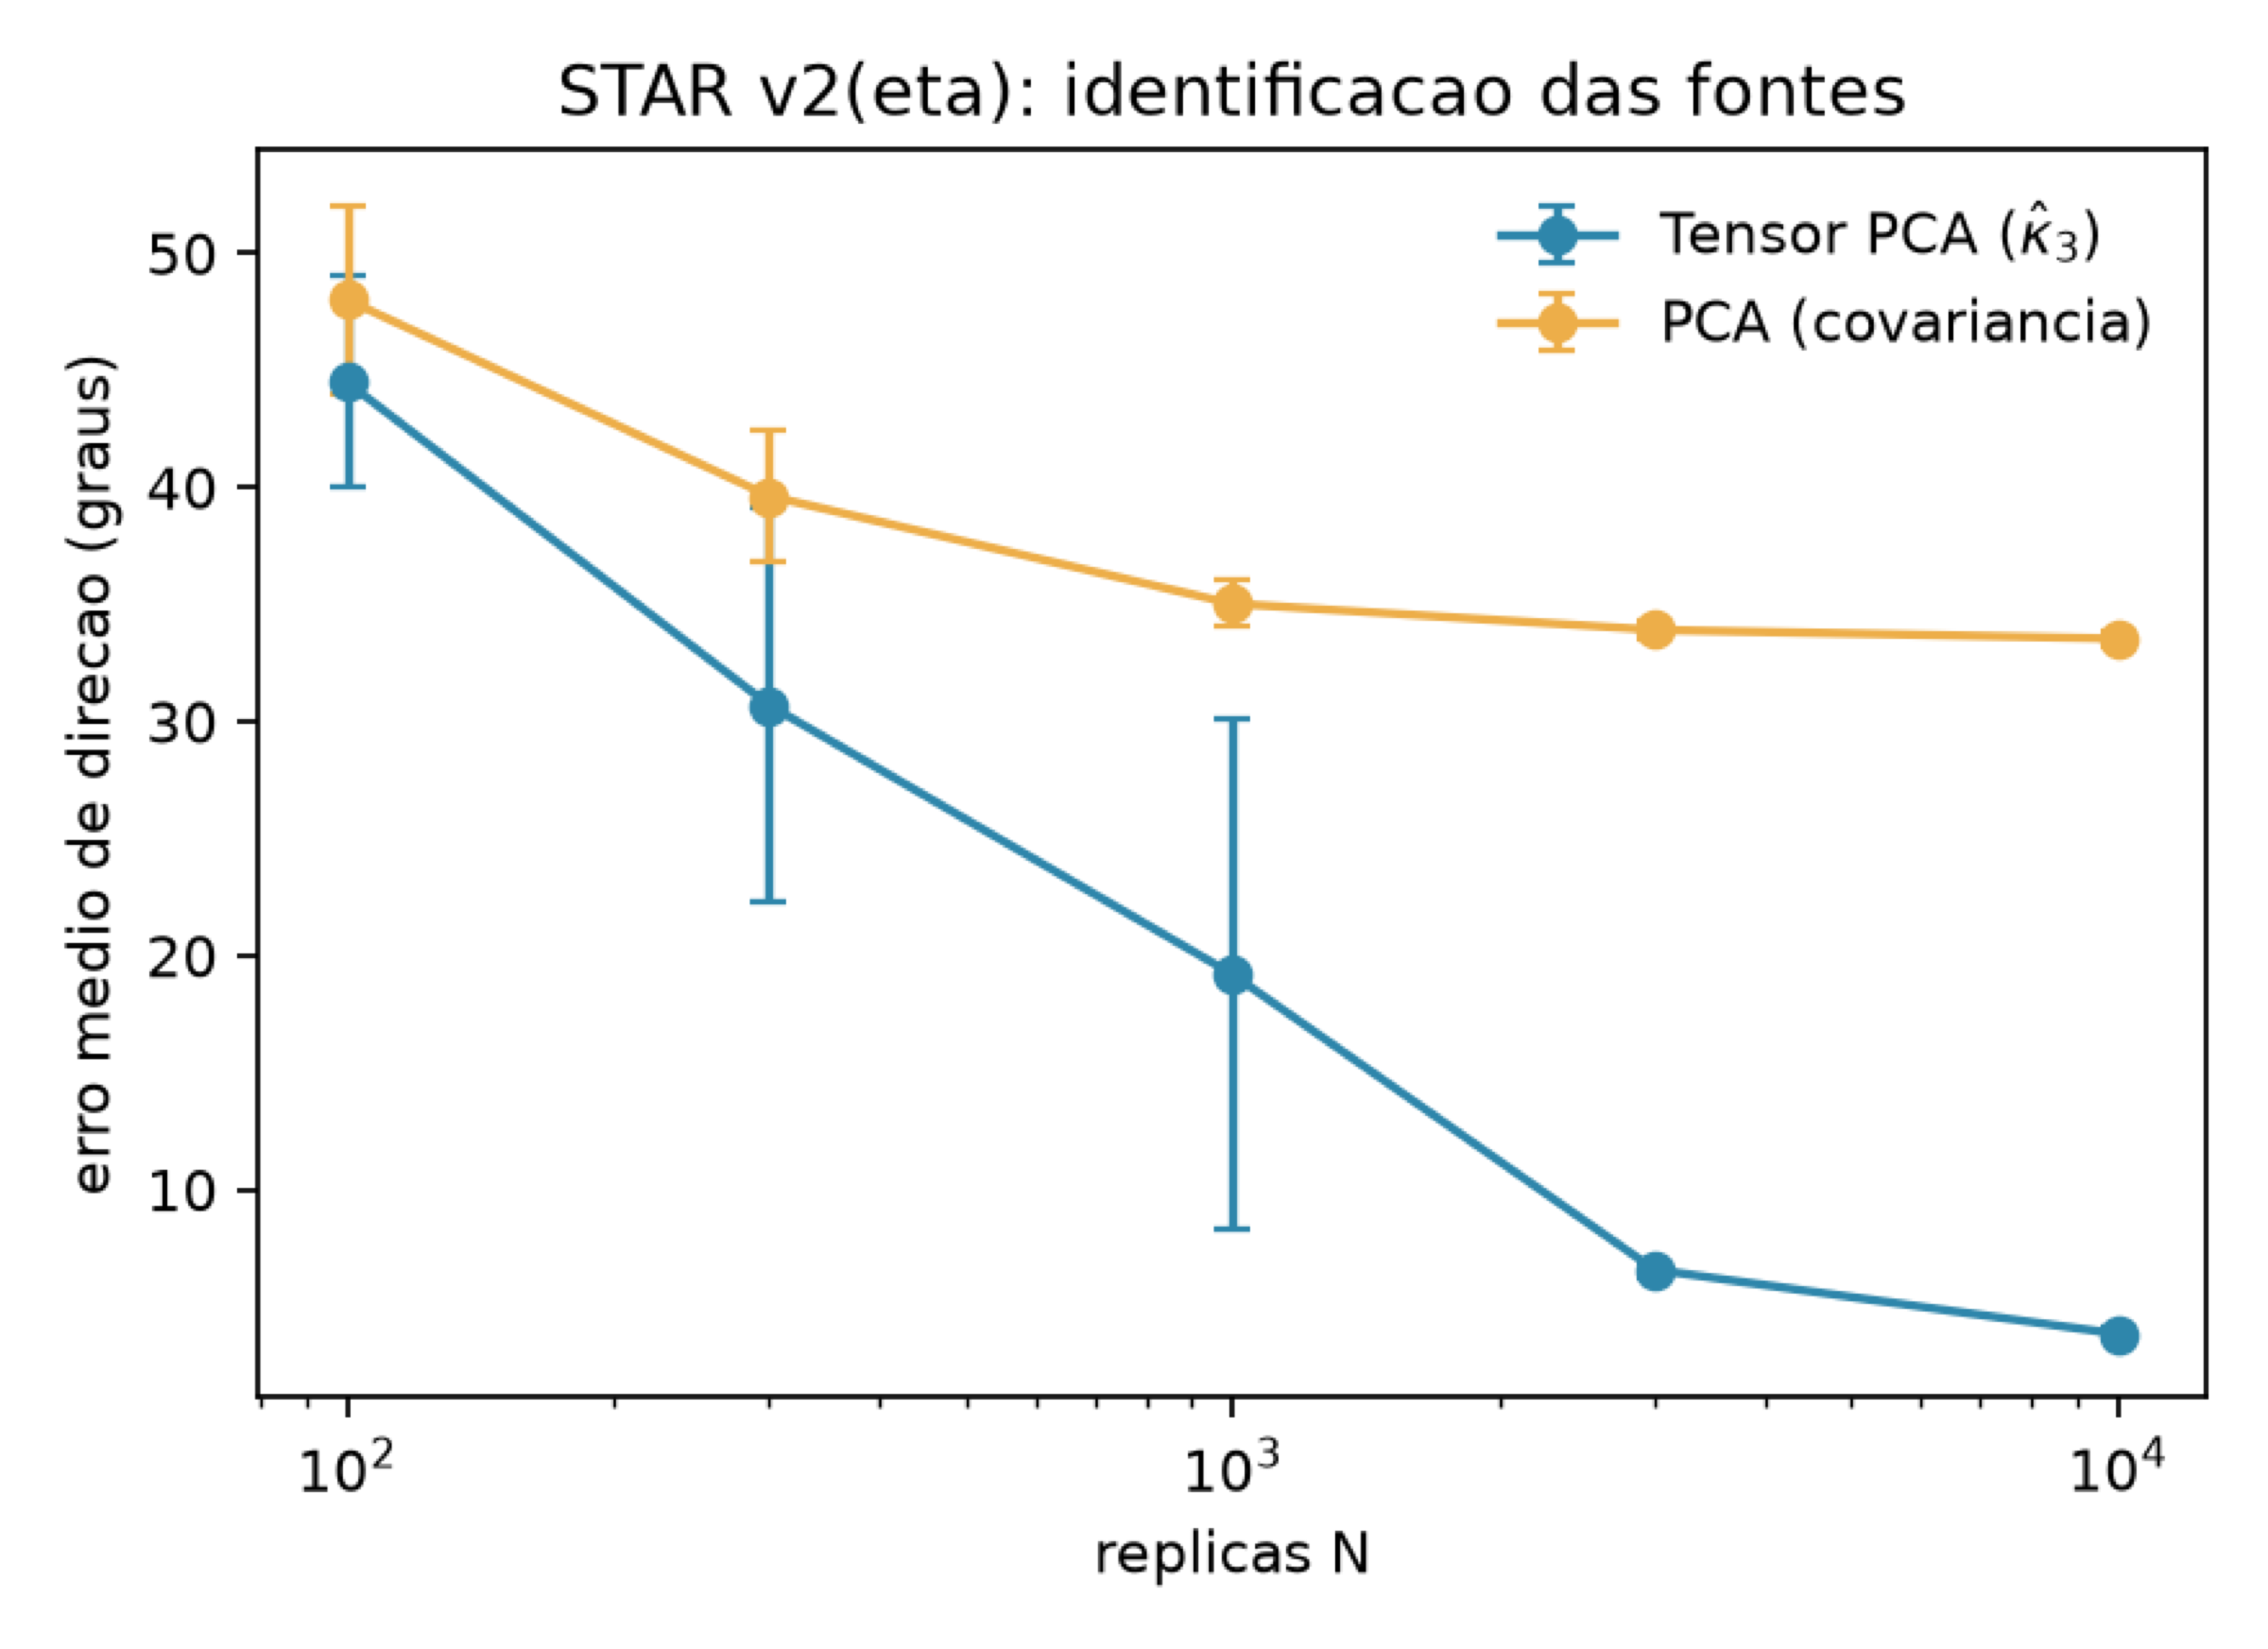 STAR v2(eta): identificacao das fontes
Tensor PCA (κ̂₃)
PCA (covariancia)
erro medio de direcao (graus)
50
40
30
20
10
10² 10³ 10⁴
replicas N